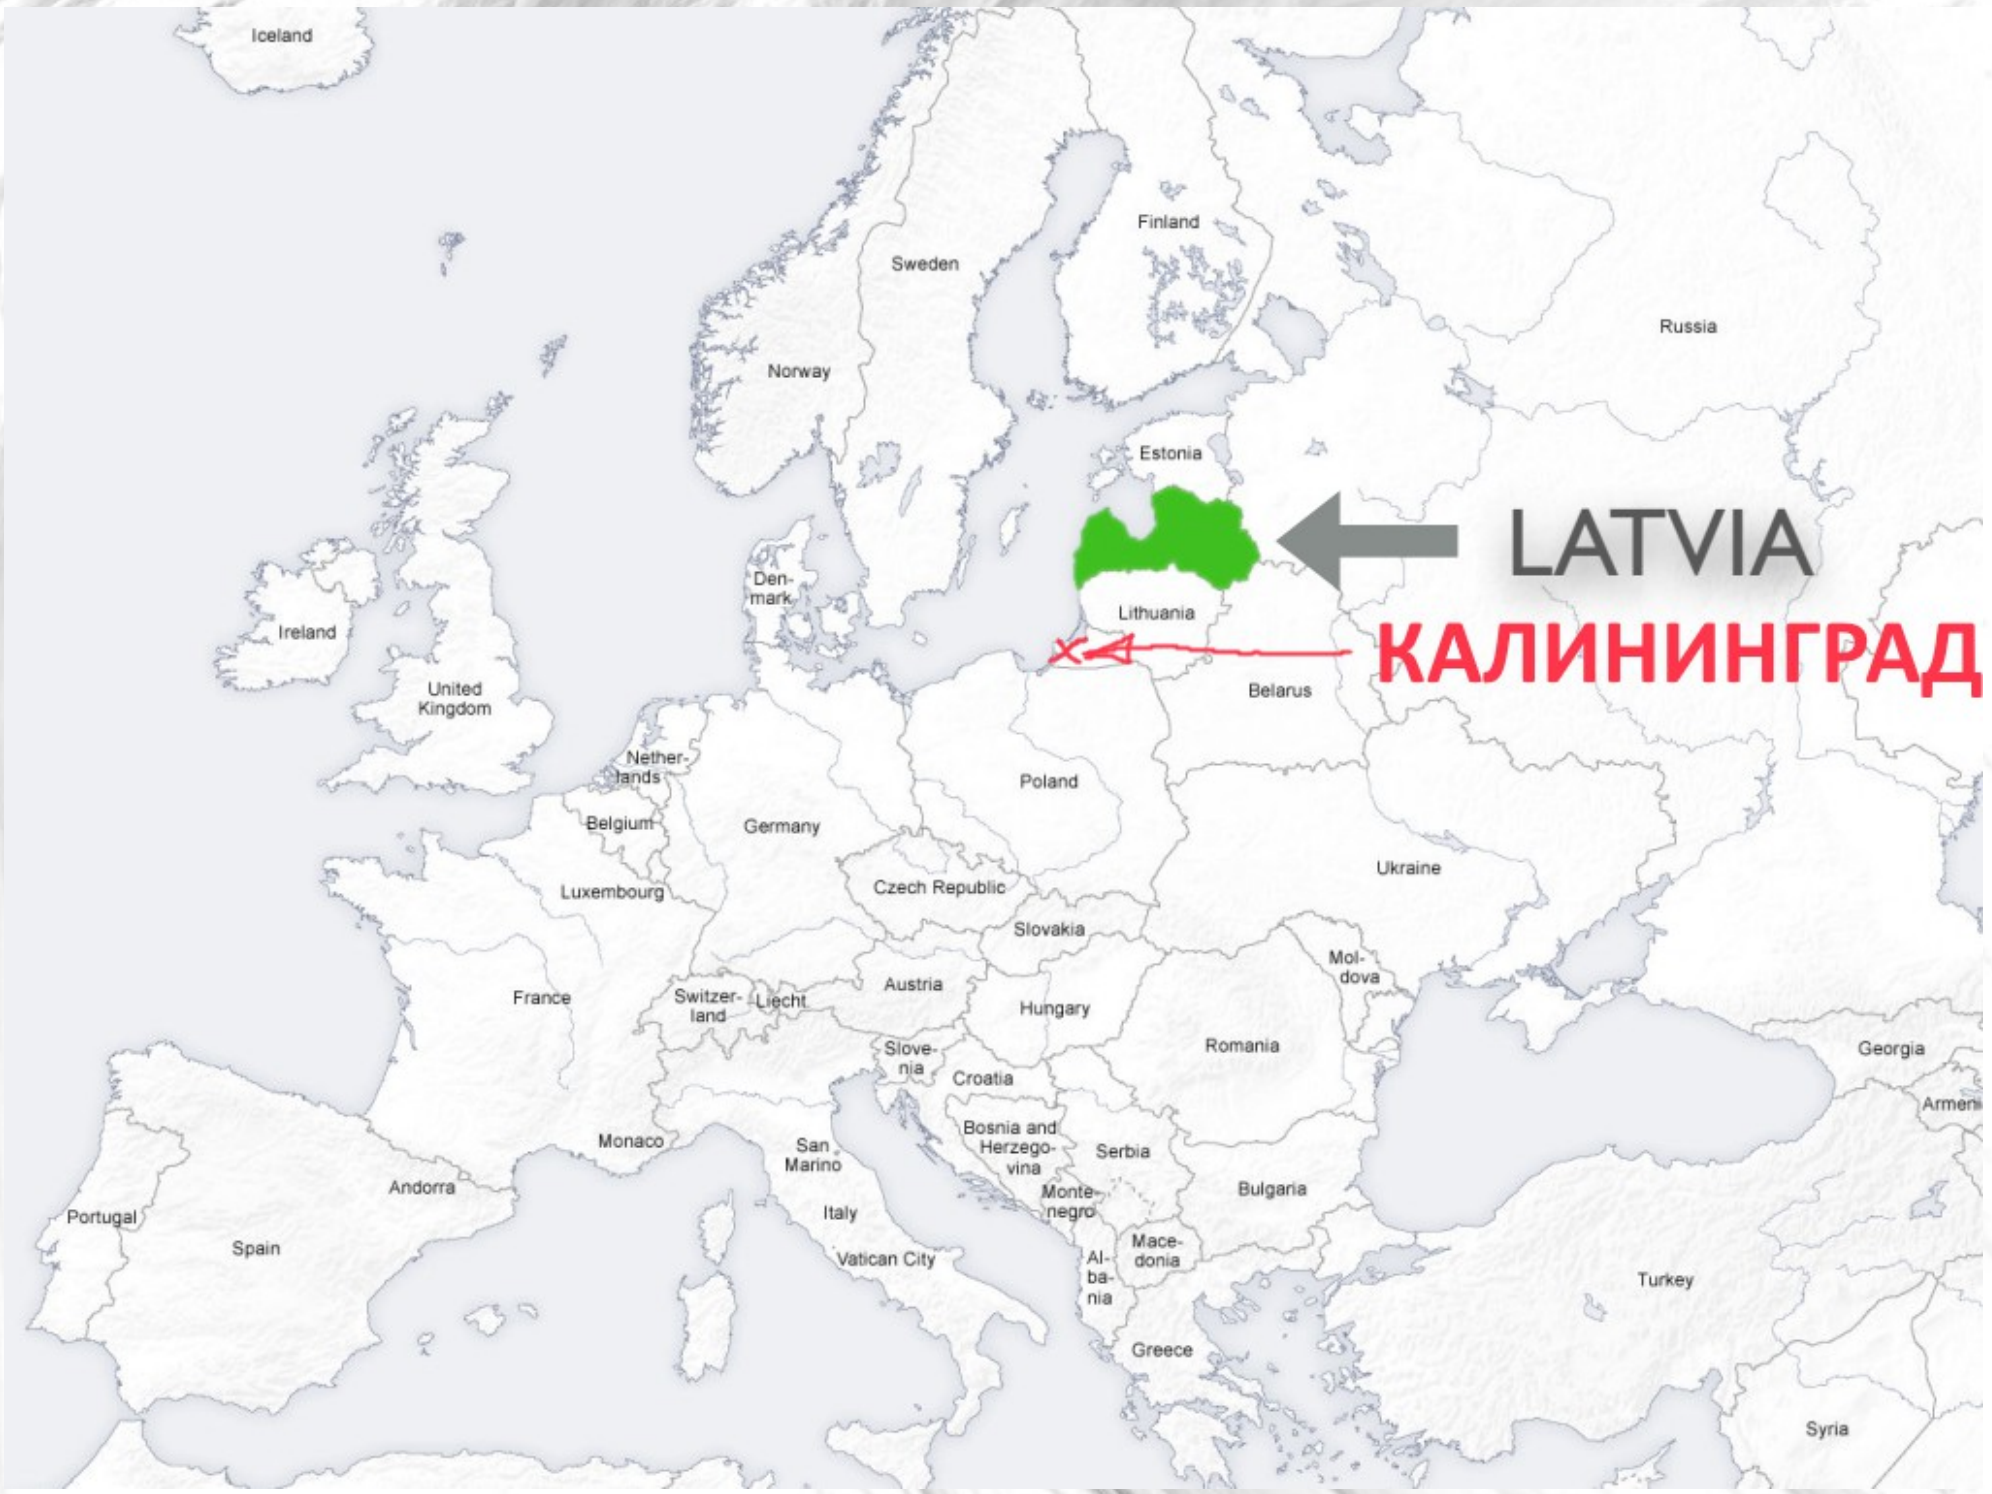 Iceland
Finland
Sweden
Russia
Norway
Estonia
LATVIA
Den-
mark
Lithuania
Ireland
КАЛИНИНГРАД
United
Kingdom
Belarus
Nether-
lands
Poland
Belgium
Germany
Ukraine
Czech Republic
Luxembourg
Slovakia
Mol-
dova
Austria
France
Switzer-
land
Liecht
Hungary
Romania
Slove-
nia
Georgia
Croatia
Armeni
Bosnia and
Herzego-
vina
Monaco
San
Marino
Serbia
Andorra
Bulgaria
Monte-
negro
Portugal
Italy
Spain
Mace-
donia
Vatican City
Al-
ba-
nia
Turkey
Greece
Syria